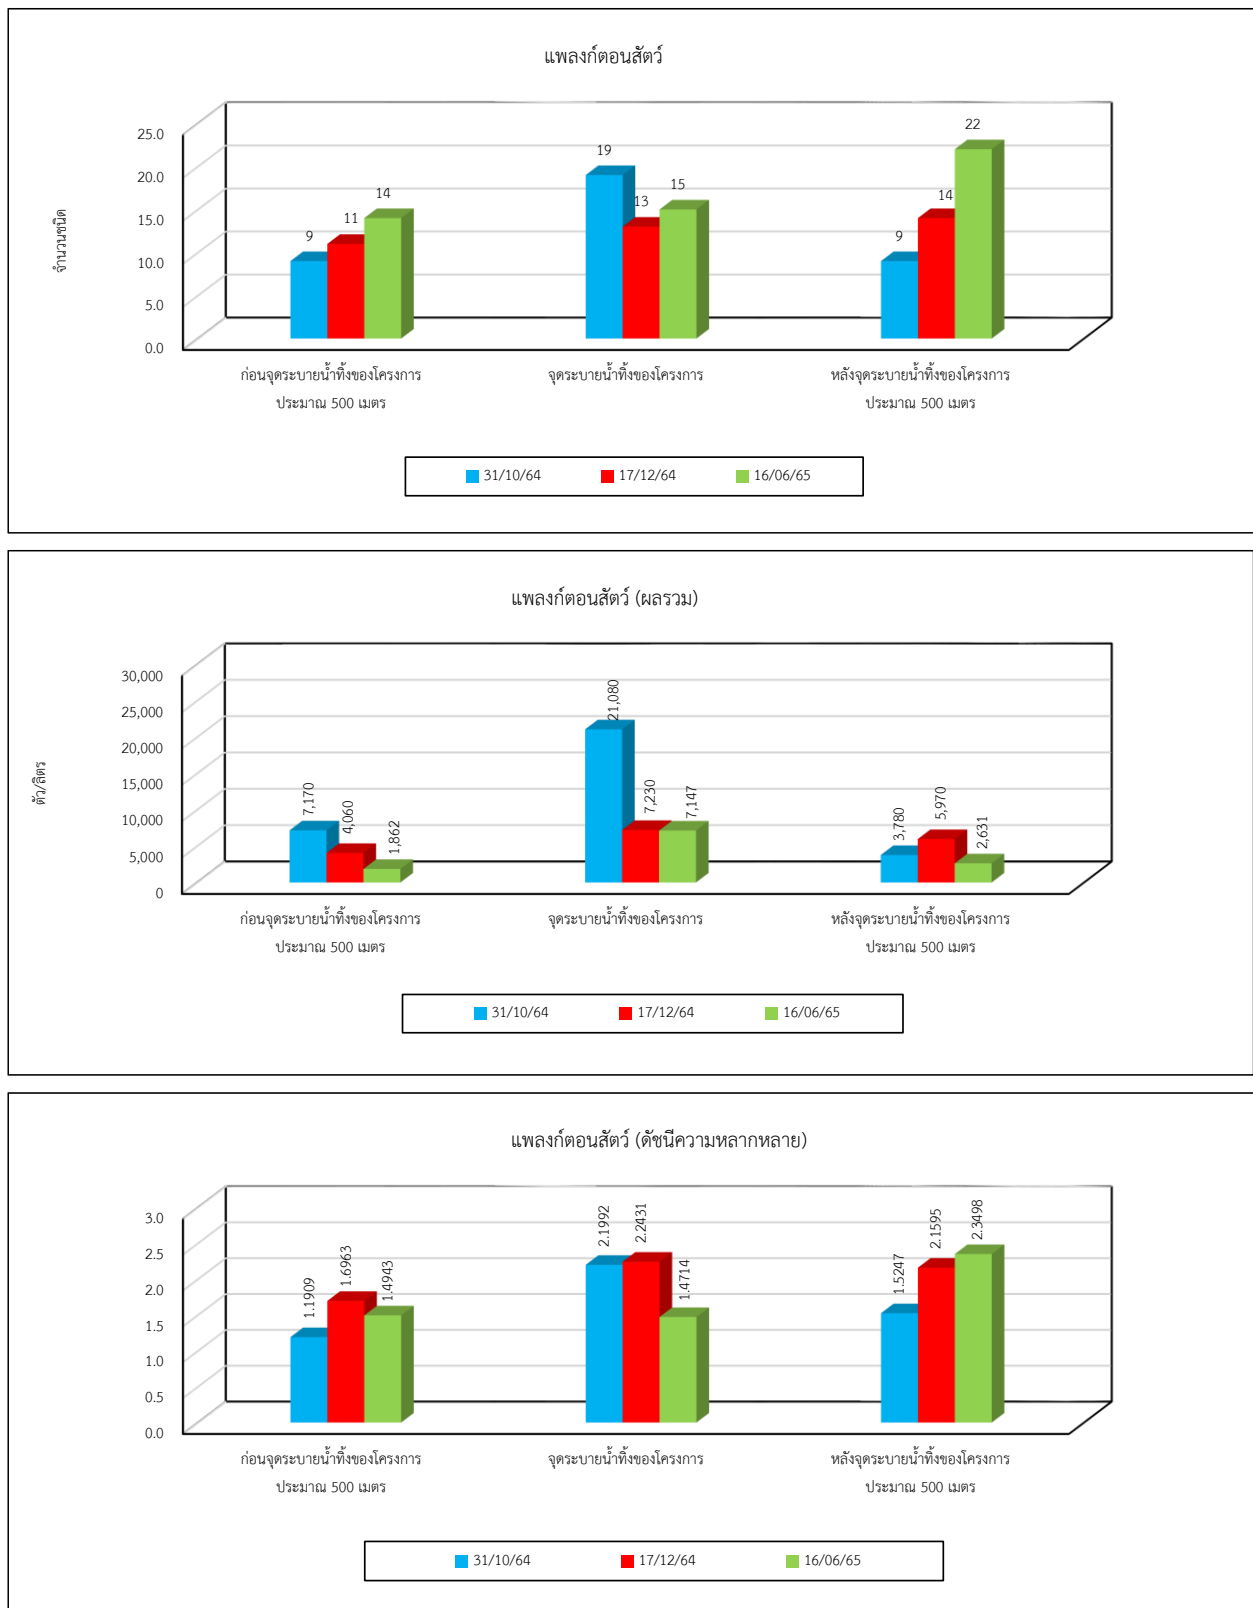 แพลงก์ตอนสัตว์
จำนวนชนิด
25.0
20.0
15.0
10.0
5.0
0.0
9
11
14
19
13
15
9
14
22
ก่อนจุดระบายน้ำทิ้งของโครงการ
ประมาณ 500 เมตร
จุดระบายน้ำทิ้งของโครงการ
หลังจุดระบายน้ำทิ้งของโครงการ
ประมาณ 500 เมตร
31/10/64 17/12/64 16/06/65
แพลงก์ตอนสัตว์ (ผลรวม)
ตัว/ลิตร
30,000
25,000
20,000
15,000
10,000
5,000
0
7,170
4,060
1,862
21,080
7,230
7,147
3,780
5,970
2,631
ก่อนจุดระบายน้ำทิ้งของโครงการ
ประมาณ 500 เมตร
จุดระบายน้ำทิ้งของโครงการ
หลังจุดระบายน้ำทิ้งของโครงการ
ประมาณ 500 เมตร
31/10/64 17/12/64 16/06/65
แพลงก์ตอนสัตว์ (ดัชนีความหลากหลาย)
3.0
2.5
2.0
1.5
1.0
0.5
0.0
1.1909
1.6963
1.4943
2.1992
2.2431
1.4714
1.5247
2.1595
2.3498
ก่อนจุดระบายน้ำทิ้งของโครงการ
ประมาณ 500 เมตร
จุดระบายน้ำทิ้งของโครงการ
หลังจุดระบายน้ำทิ้งของโครงการ
ประมาณ 500 เมตร
31/10/64 17/12/64 16/06/65